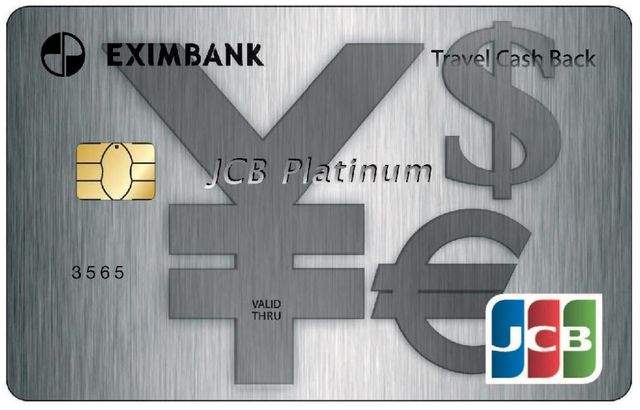 EXIMBANK
Travel Cash Back
¥
$
JCB Platinum
3565
€
VALID
THRU
JCB